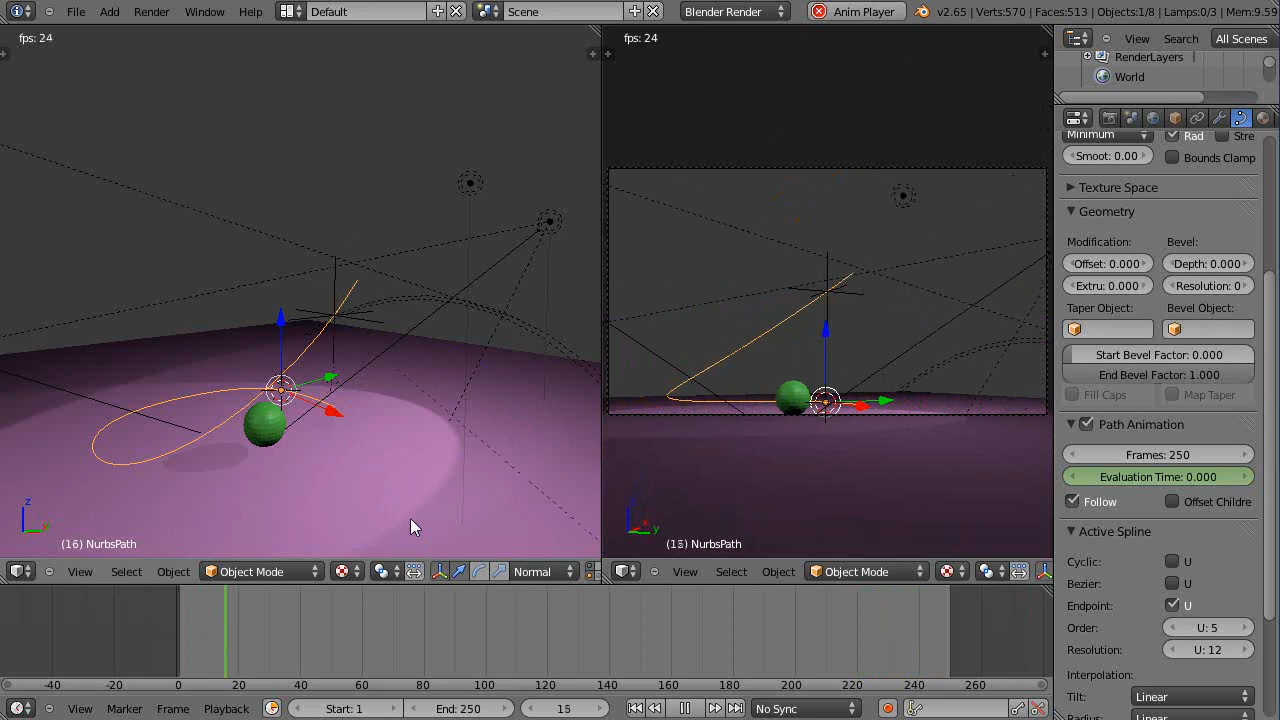 File Add Render Window Help Default Scene Blender Render Anim Player v2.65 | Verts:570 | Faces:513 | Objects:1/8 | Lamps:0/3 | Mem:9.59
fps: 24
fps: 24
View Search All Scenes
RenderLayers
World
Minimum Rad Stre
Smoot: 0.00 Bounds Clamp
Texture Space
Geometry
Modification: Bevel:
Offset: 0.000 Depth: 0.000
Extru: 0.000 Resolution: 0
Taper Object: Bevel Object:
Start Bevel Factor: 0.000
End Bevel Factor: 1.000
Fill Caps Map Taper
Path Animation
Frames: 250
Evaluation Time: 0.000
Follow Offset Childre
Active Spline
Cyclic: U
Bezier: U
Endpoint: U
Order: U: 5
Resolution: U: 12
Interpolation:
Tilt: Linear
Radius: Linear
z
y
z
y
(16) NurbsPath
NurbsPath
View Select Object Object Mode Normal
View Select Object Object Mode
-40 -20 0 20 40 60 80 100 120 140 160 180 200 220 240 260
View Marker Frame Playback Start: 1 End: 250 15 No Sync